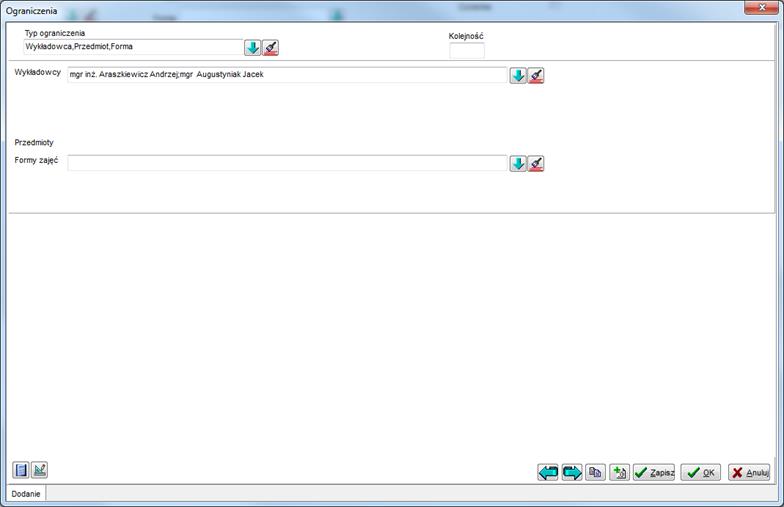 Ograniczenia
Typ ograniczenia
Kolejność
Wykładowca,Przedmiot,Forma
Wykładowcy
mgr inż. Araszkiewicz Andrzej;mgr  Augustyniak Jacek
Przedmioty
Formy zajęć
Zapisz
OK
Anuluj
Dodanie